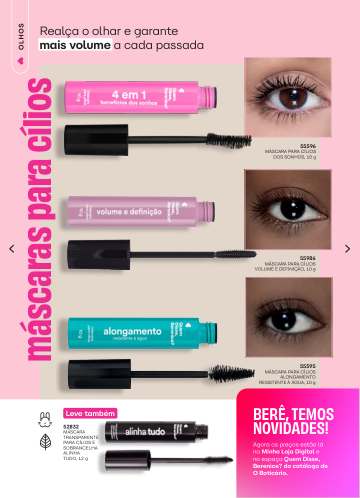 OLHOS
Realça o olhar e garante
mais volume a cada passada
máscaras para cílios
4 em 1
benefícios dos sonhos
55596
MÁSCARA PARA CÍLIOS
DOS SONHOS, 10 g
volume e definição
55986
MÁSCARA PARA CÍLIOS
VOLUME E DEFINIÇÃO, 10 g
alongamento
resistente à água
55595
MÁSCARA PARA CÍLIOS
ALONGAMENTO
RESISTENTE À ÁGUA, 10 g
Leve também
52832
MÁSCARA
TRANSPARENTE
PARA CÍLIOS E
SOBRANCELHA
ALINHA
TUDO, 12 g
alinha tudo
BERÊ, TEMOS
NOVIDADES!
Agora os preços estão lá
na Minha Loja Digital e
no espaço Quem Disse,
Berenice? do catálogo de
O Boticário.